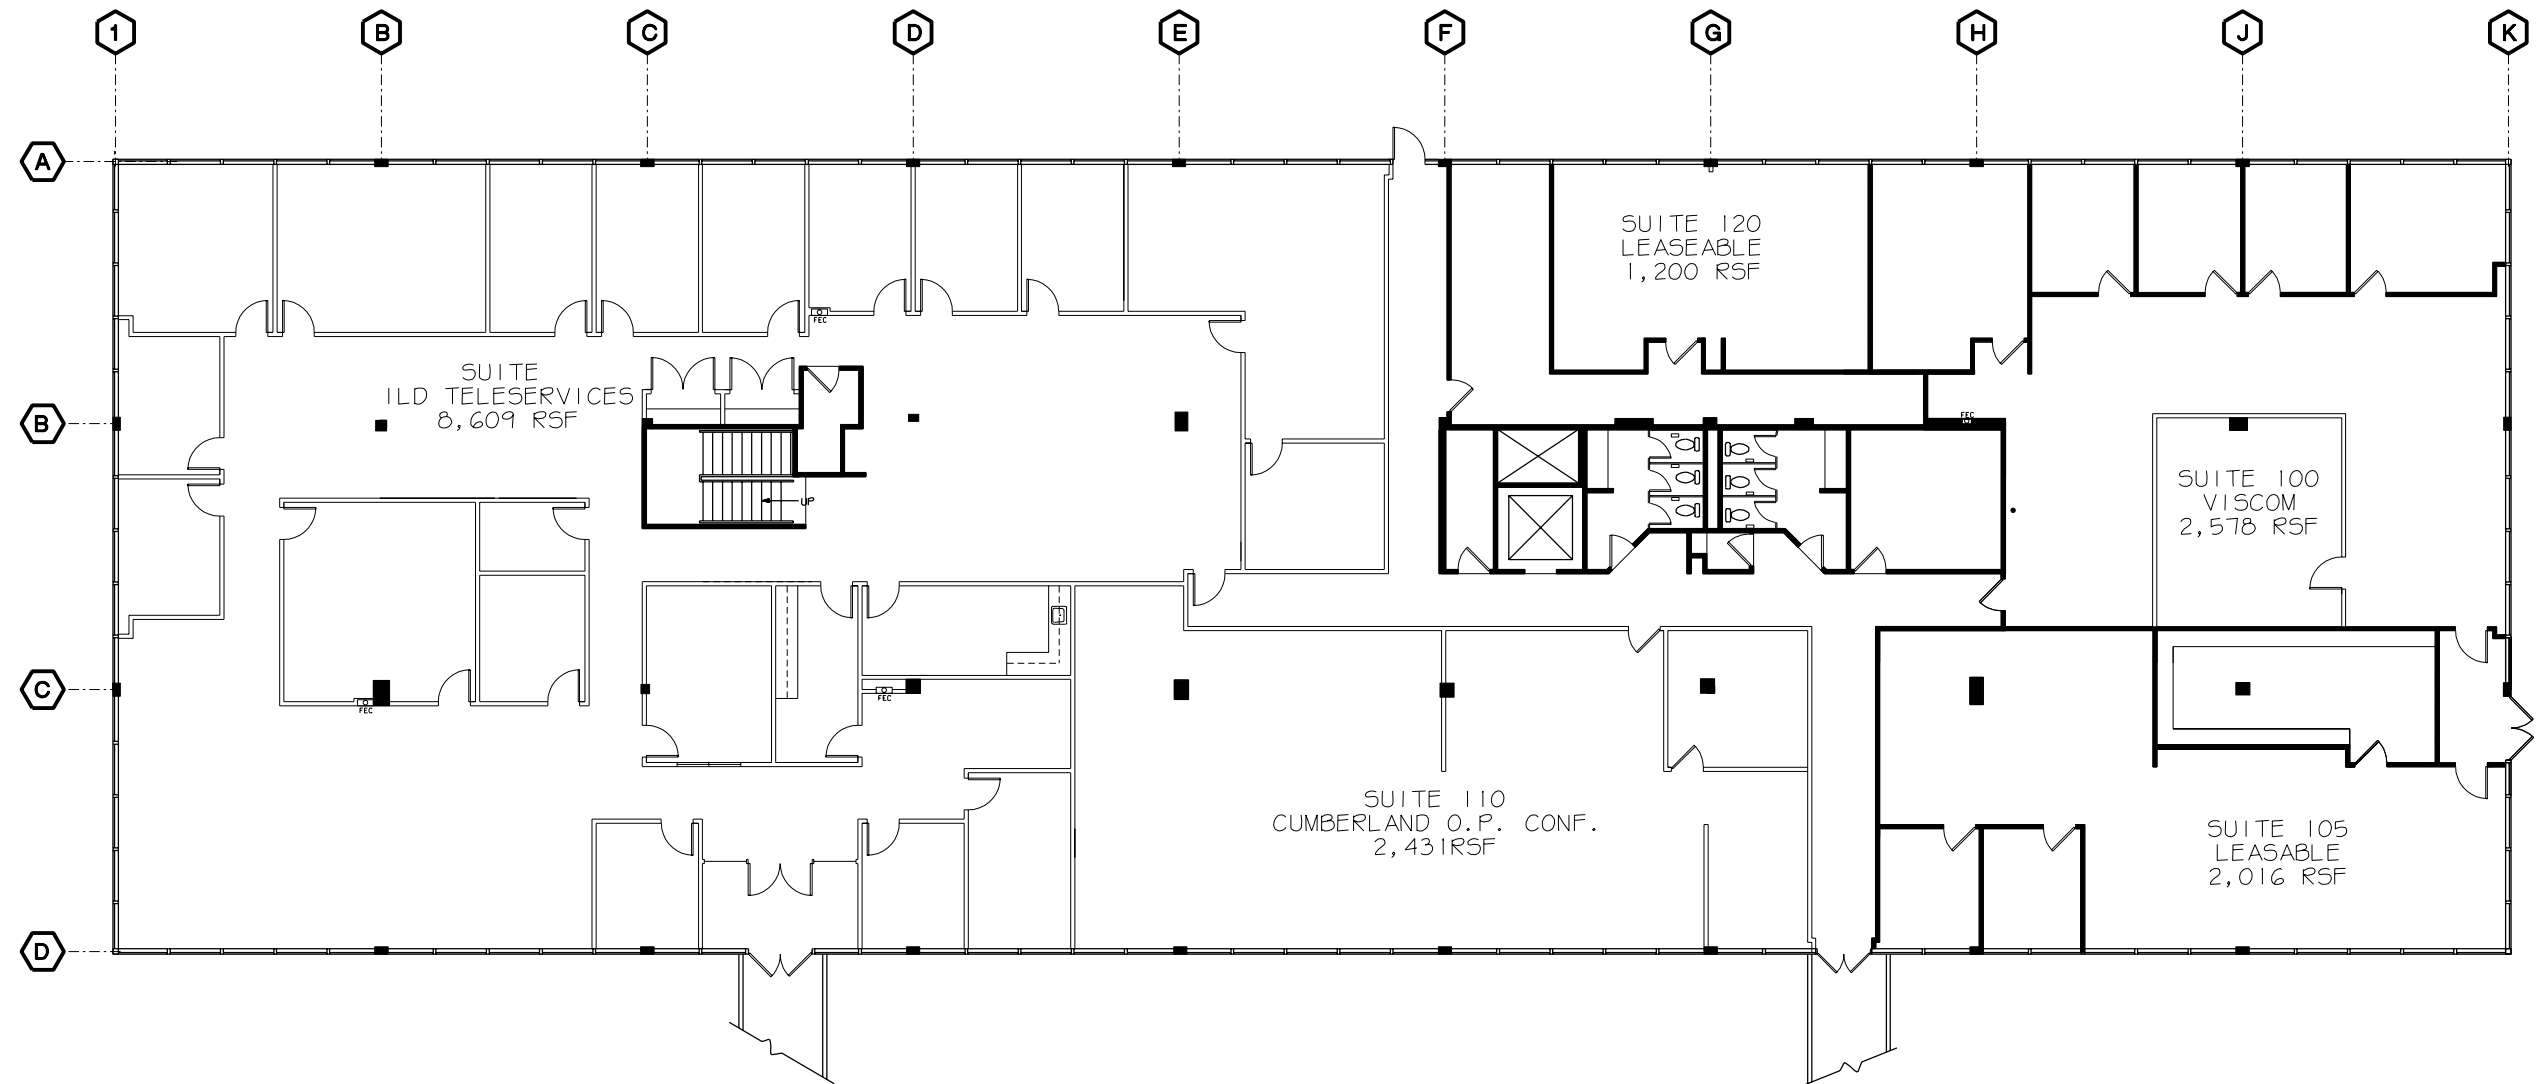 1
B
C
D
E
F
G
H
J
K
A
B
C
D
SUITE
ILD TELESERVICES
8,609 RSF
SUITE 120
LEASEABLE
1,200 RSF
SUITE 100
VISCOM
2,578 RSF
SUITE 110
CUMBERLAND O.P. CONF.
2,431RSF
SUITE 105
LEASABLE
2,016 RSF
FEC
FEC
UP
FEC
FEC